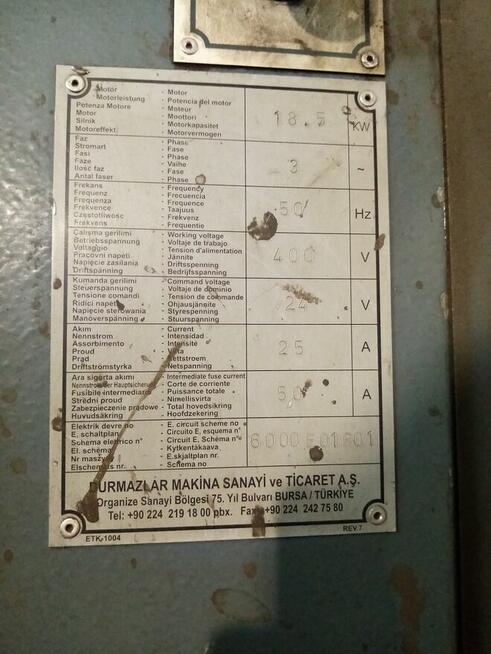 Motor - Motor
Motorleistung - Potencia del motor
Potenza Motore - Moteur
Motor - Moottori
Silnik - Motorkapasitet
Motoreffekt - Motorvermogen
18.5 KW
Faz - Phase
Stromart - Fase
Fasi - Phase
Faze - Vaihe
Ilość faz - Fase
Antal faser - Phase
3 ~
Frekans - Frequency
Frequenz - Frecuencia
Frequenza - Frequence
Frekvence - Taajuus
Częstotliwośc - Frekvenz
Frekvens - Frequentie
50 Hz
Çalışma gerilimi - Working voltage
Betriebsspannung - Voltaje de trabajo
Voltaggio - Tension d'alimentation
Pracovni napeti - Jännite
Napięcie zasilania - Driftsspenning
Driftspänning - Bedrijfsspanning
400 V
Kumanda gerilimi - Command voltage
Steuerspannung - Voltaje de dominio
Tensione comandi - Tension de commande
Ridici napeti - Ohjausjänite
Napięcie sterowania - Styrespenning
Manöverspänning - Stuurspanning
24 V
Akım - Current
Nennstrom - Intensidad
Assorbimento - Intensité
Proud - Virta
Prąd - Nettstroem
Driftströmstyrka - Netspanning
25 A
Ara sigorta akımı - Intermediate fuse current
Nennstrom der Hauptsicherung - Corte de corriente
Fusibile intermediario - Puissance totale
Střední proud - Nimellisvirta
Zabezpieczenie prądowe - Total hovedsikring
Huvudsäkring - Hoofdzekering
50 A
Elektrik devre no - E. circuit scheme no
E. schaltplan - Circuito E. esquema n°
Schema elettrico n° - Circuit E. Schéma n°
El. schéma - Kytkentäkaava
Nr maszyny - E.skjaltplan nr.
Elschemas nr. - Schema no
6000E01801
DURMAZLAR MAKİNA SANAYİ ve TİCARET A.Ş.
Organize Sanayi Bölgesi 75. Yıl Bulvarı BURSA / TÜRKİYE
Tel: +90 224 219 18 00 pbx. Fax: +90 224 242 75 80
ETK-1004 REV.7